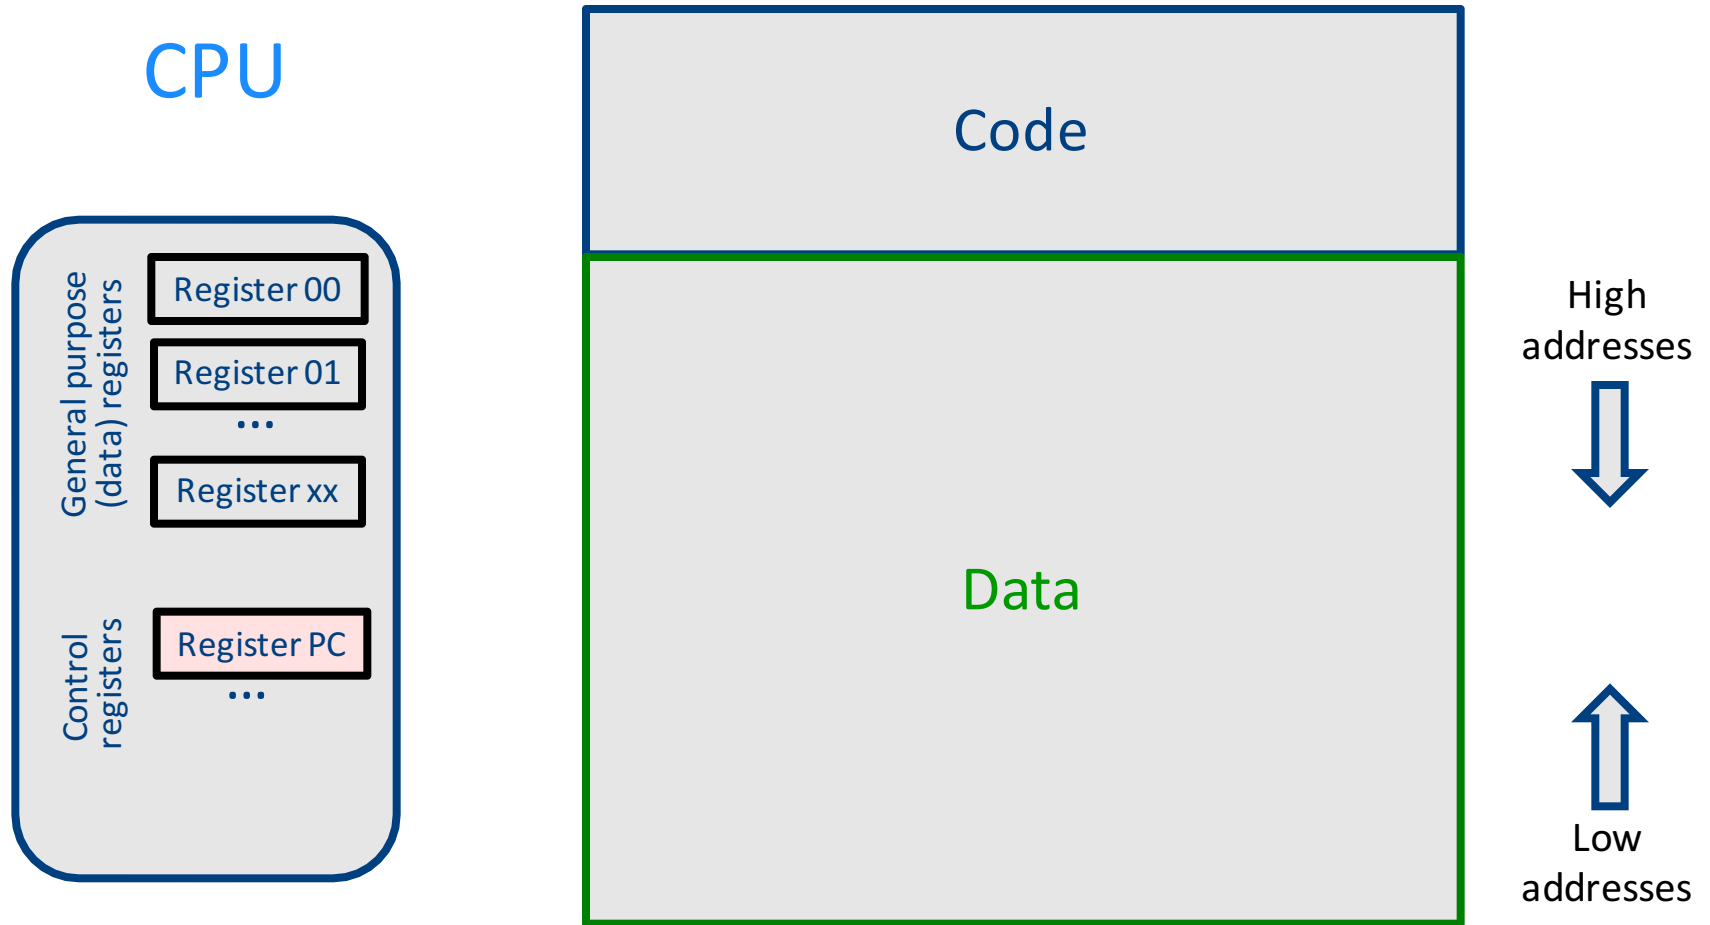 CPU
General purpose
(data) registers
Register 00
Register 01
...
Register xx
Control
registers
Register PC
...
Code
Data
High
addresses
Low
addresses